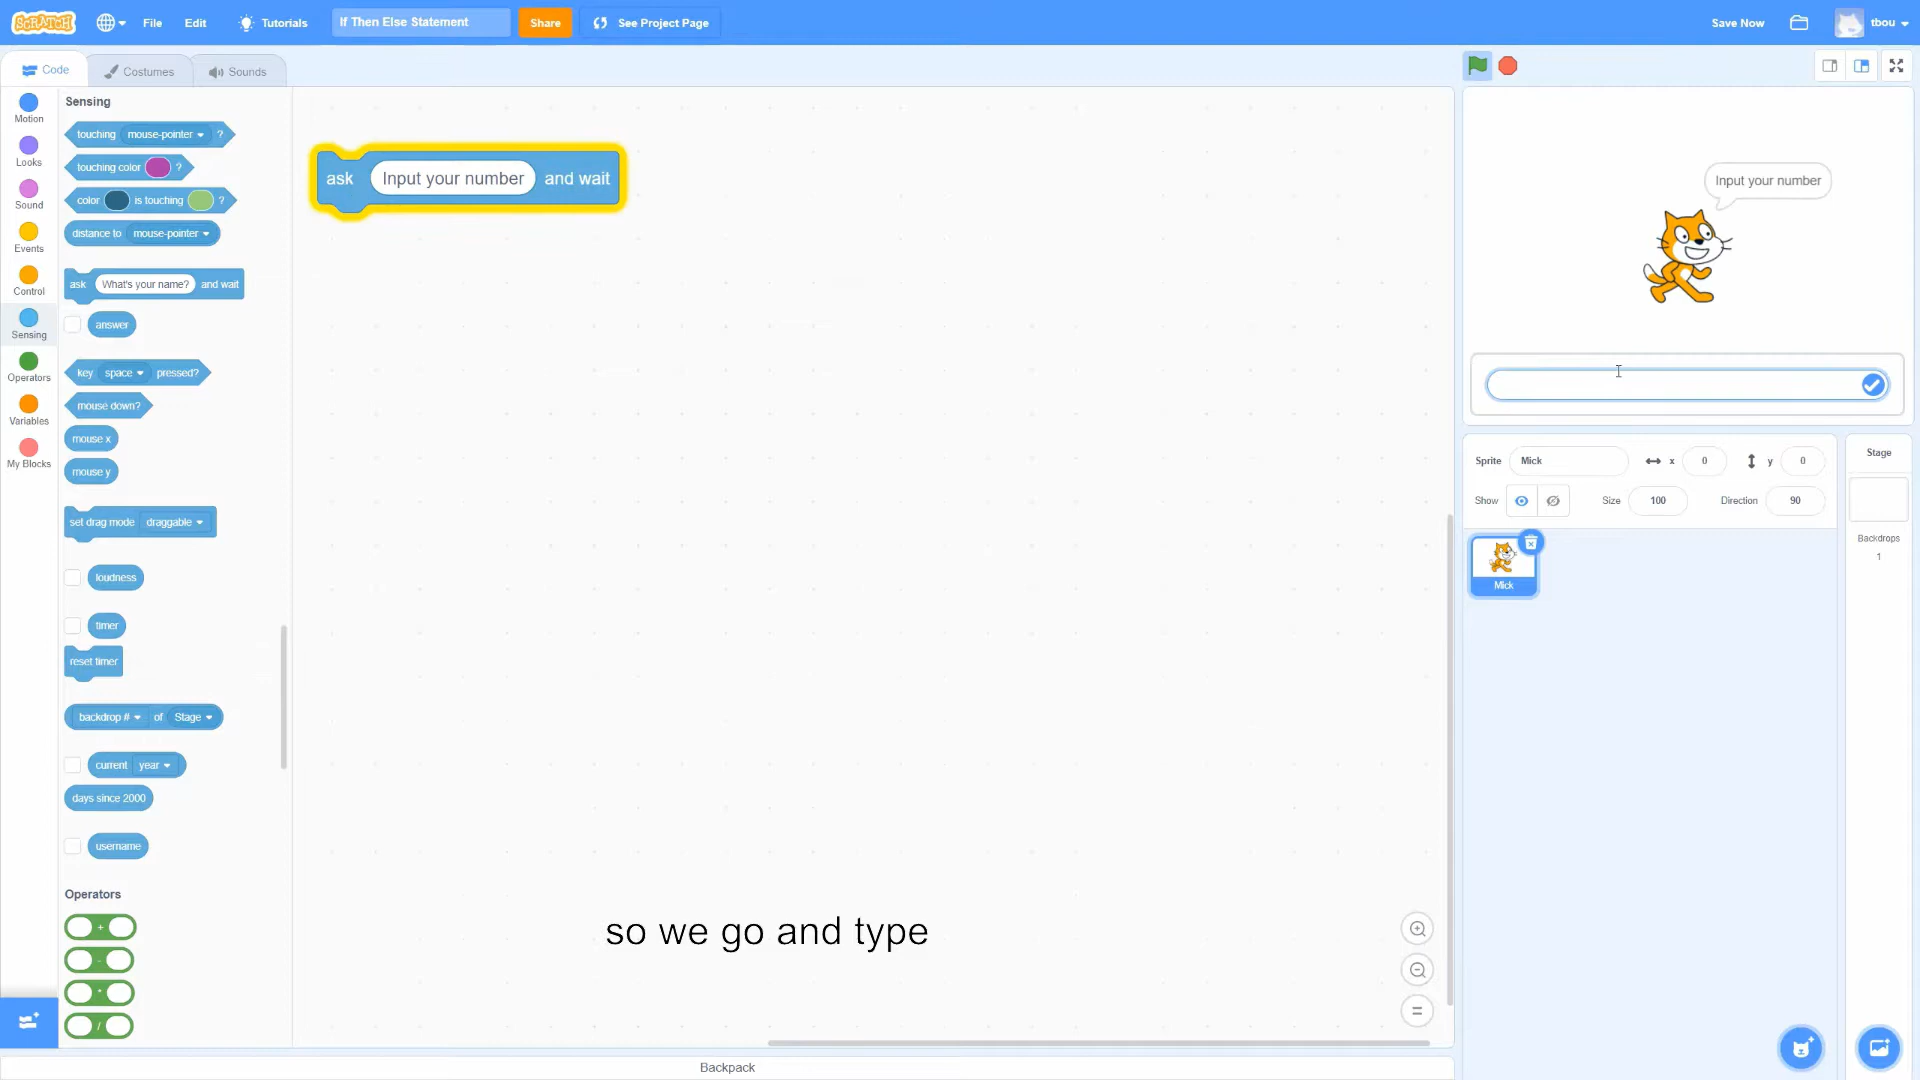 SCRATCH File Edit Tutorials If Then Else Statement Share See Project Page Save Now tbou
Code Costumes Sounds
Motion
Looks
Sound
Events
Control
Sensing
Operators
Variables
My Blocks
Sensing
touching mouse-pointer ?
touching color ?
color is touching ?
distance to mouse-pointer
ask What's your name? and wait
answer
key space pressed?
mouse down?
mouse x
mouse y
set drag mode draggable
loudness
timer
reset timer
backdrop # of Stage
current year
days since 2000
username
Operators
+
-
*
/
ask Input your number and wait
so we go and type
Backpack
Input your number
Sprite Mick x 0 y 0
Show Size 100 Direction 90
Mick
Stage
Backdrops
1